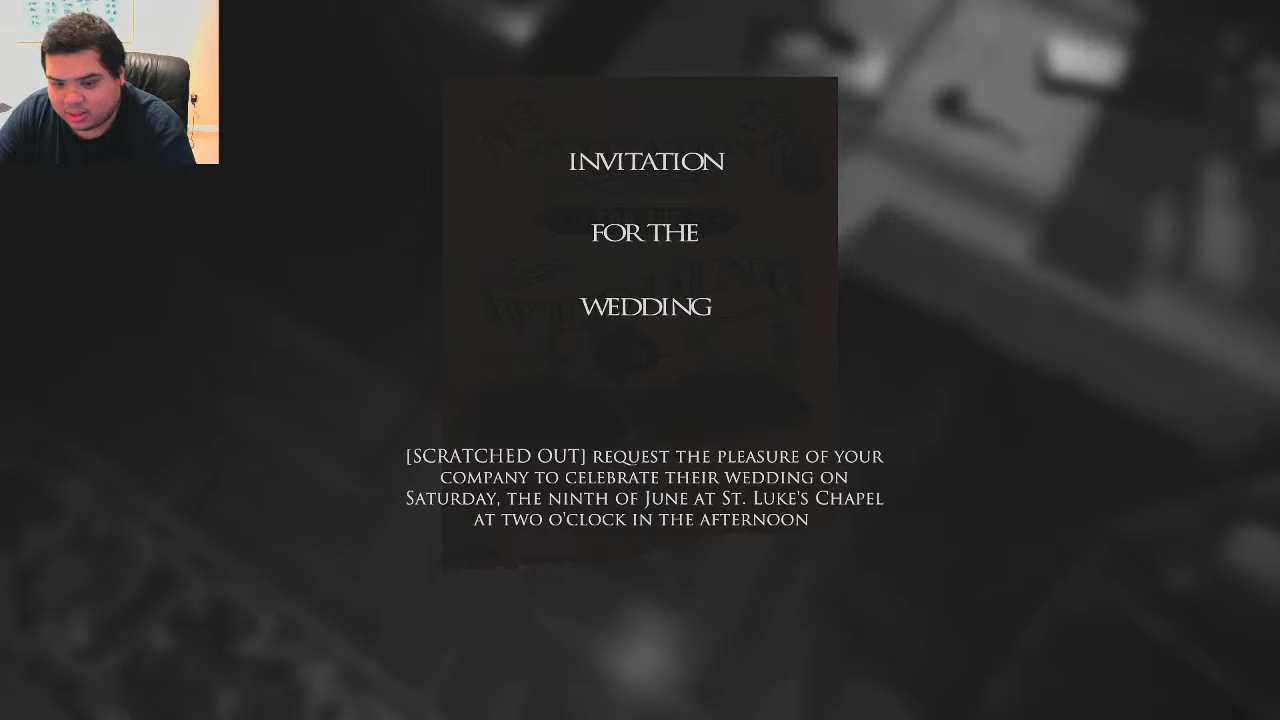 INVITATION
FOR THE
WEDDING
[SCRATCHED OUT] REQUEST THE PLEASURE OF YOUR
COMPANY TO CELEBRATE THEIR WEDDING ON
SATURDAY, THE NINTH OF JUNE AT ST. LUKE'S CHAPEL
AT TWO O'CLOCK IN THE AFTERNOON